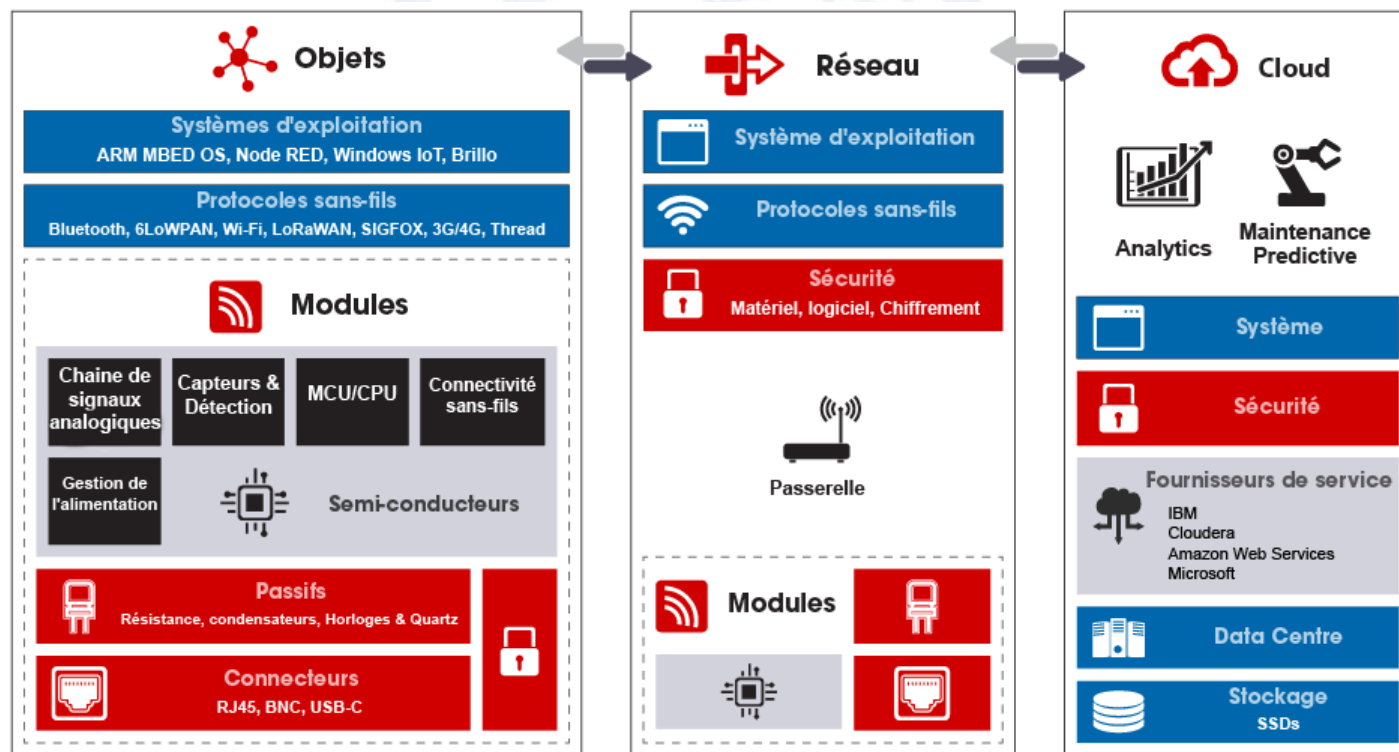 Objets
Systèmes d'exploitation
ARM MBED OS, Node RED, Windows IoT, Brillo
Protocoles sans-fils
Bluetooth, 6LoWPAN, Wi-Fi, LoRaWAN, SIGFOX, 3G/4G, Thread
Modules
Chaine de
signaux
analogiques
Capteurs &
Détection
MCU/CPU
Connectivité
sans-fils
Gestion de
l'alimentation
Semi-conducteurs
Passifs
Résistance, condensateurs, Horloges & Quartz
Connecteurs
RJ45, BNC, USB-C
Réseau
Système d'exploitation
Protocoles sans-fils
Sécurité
Matériel, logiciel, Chiffrement
Passerelle
Modules
Cloud
Analytics
Maintenance
Predictive
Système
Sécurité
Fournisseurs de service
IBM
Cloudera
Amazon Web Services
Microsoft
Data Centre
Stockage
SSDs